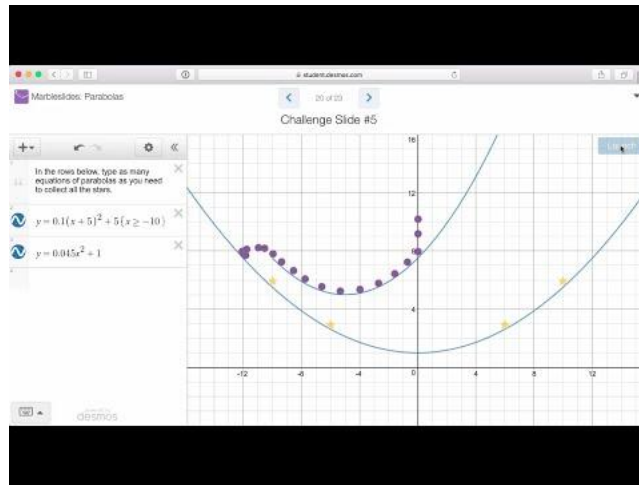 student.desmos.com
Marbleslides: Parabolas
20 of 23
Challenge Slide #5
In the rows below, type as many
equations of parabolas as you need
to collect all the stars.
y = 0.1(x + 5)² + 5{x ≥ −10}
y = 0.045x² + 1
16
12
8
4
-12
-8
-4
0
4
8
12
desmos